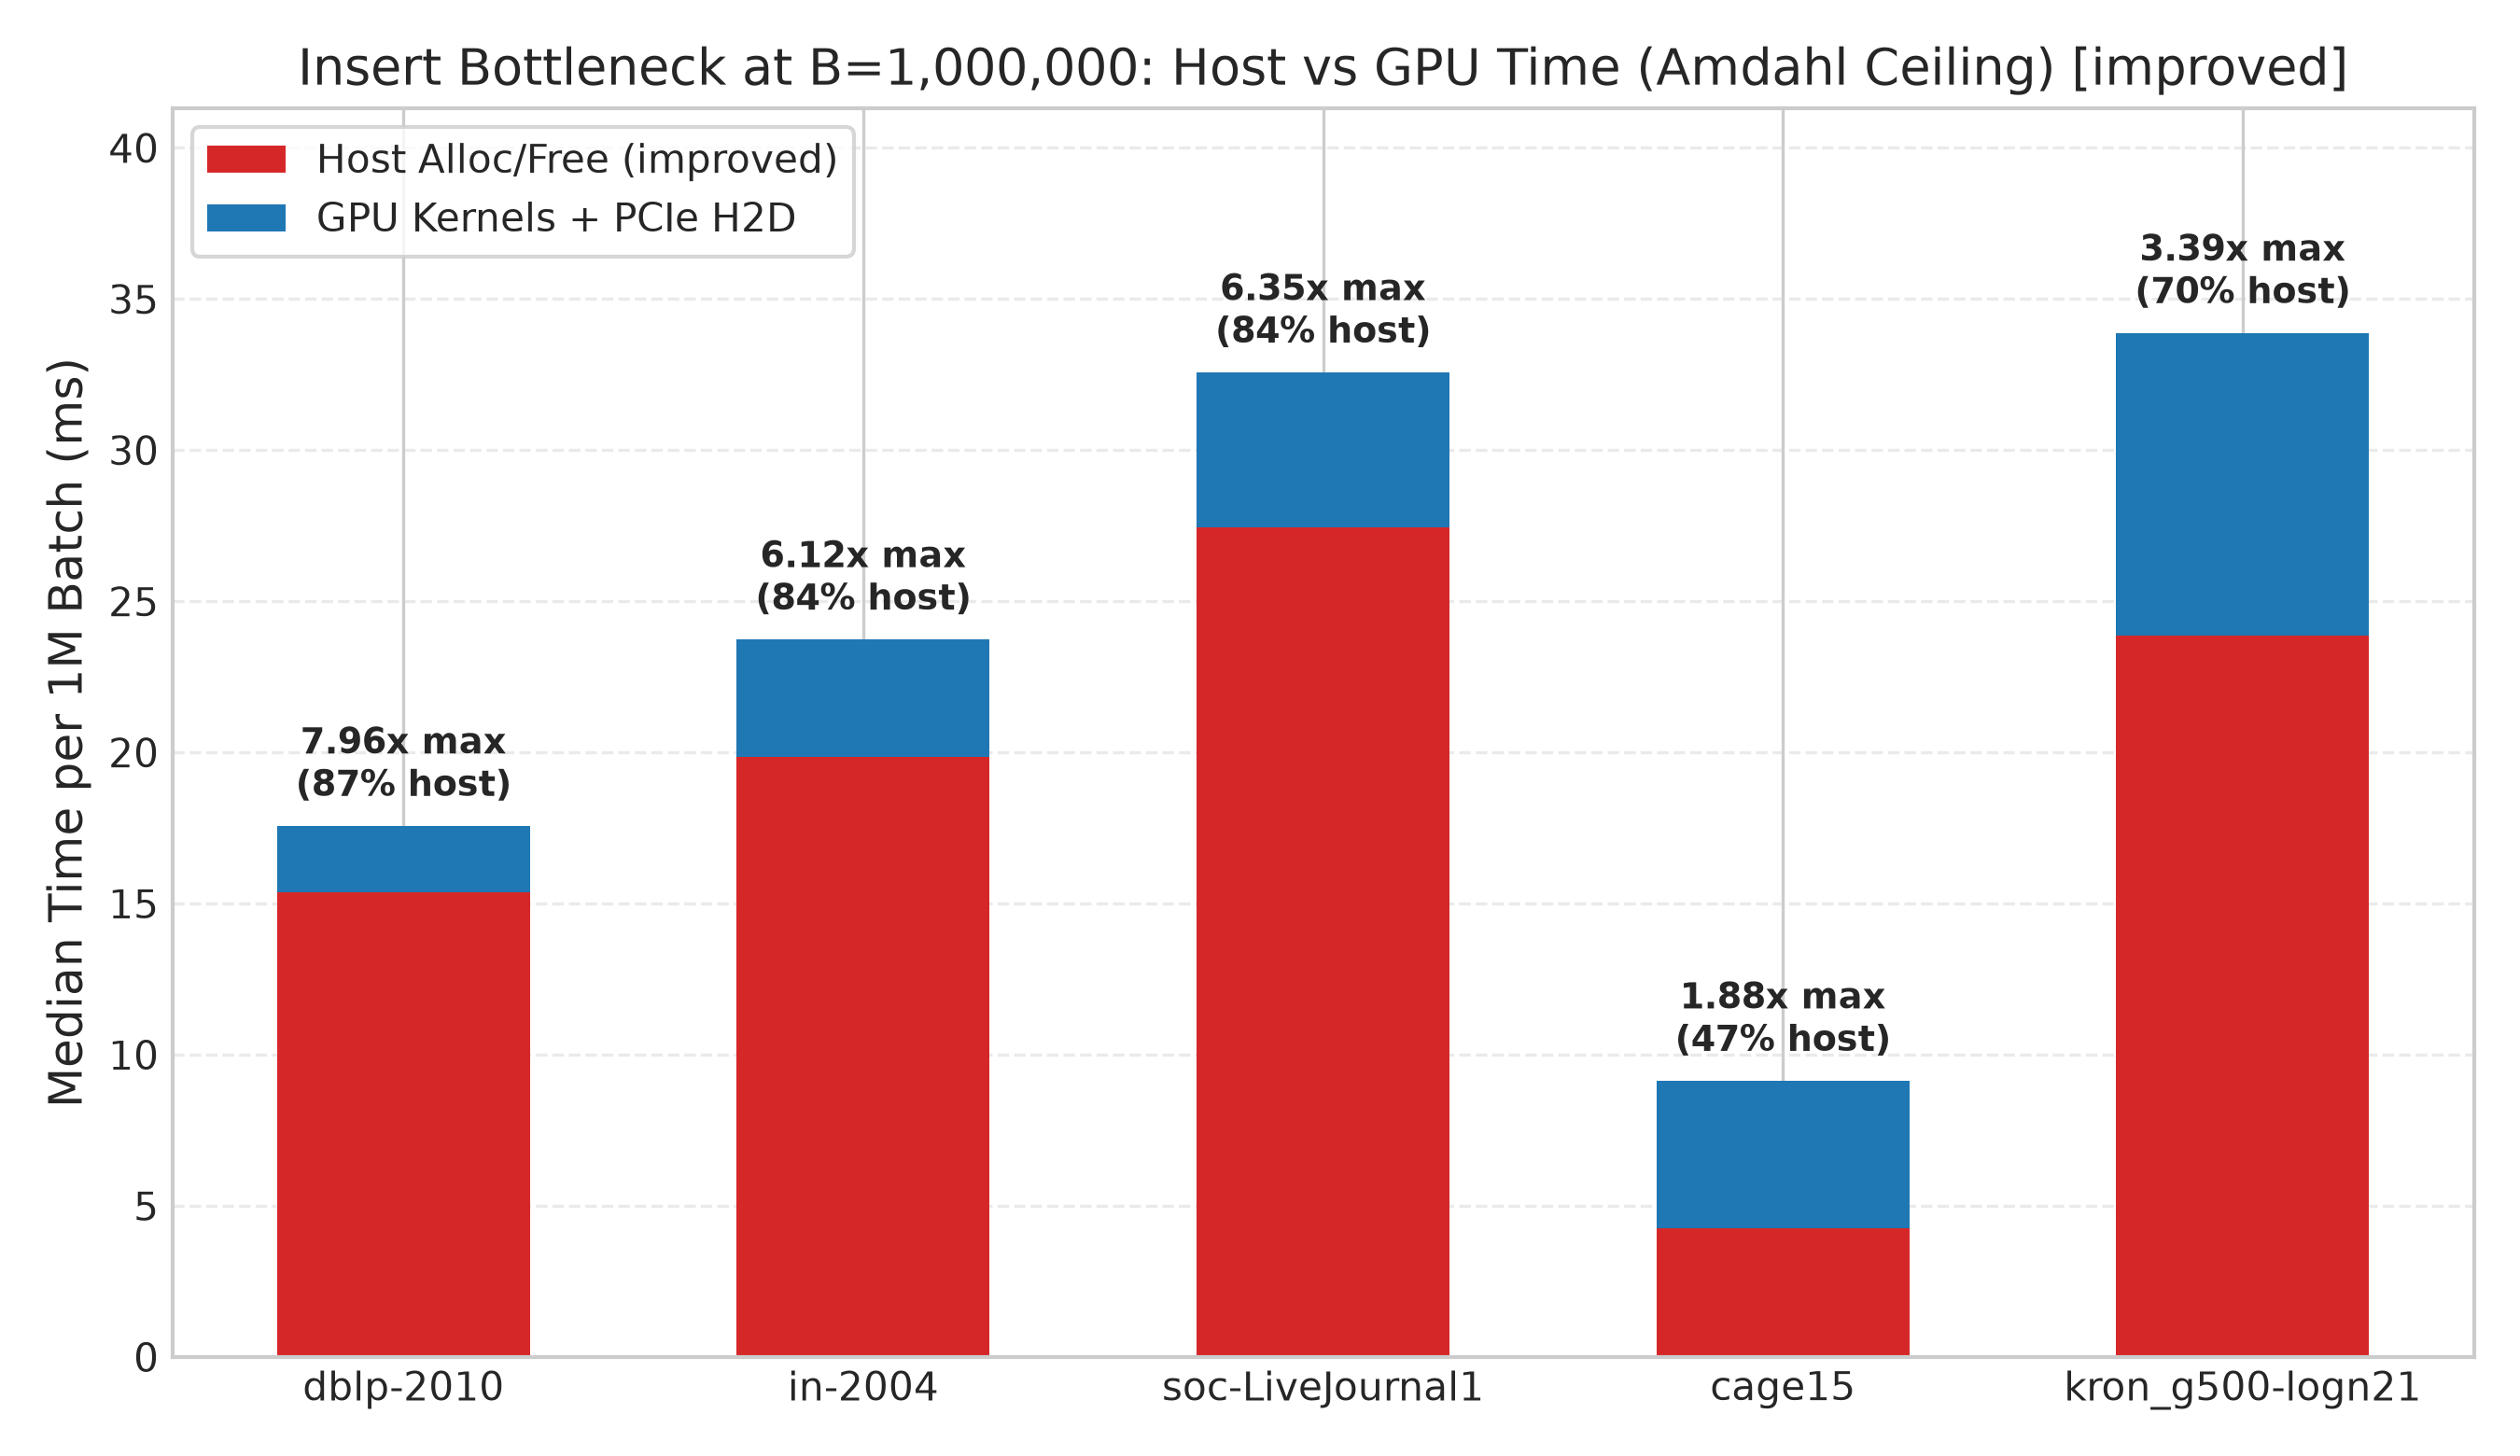 Insert Bottleneck at B=1,000,000: Host vs GPU Time (Amdahl Ceiling) [improved]
Host Alloc/Free (improved)
GPU Kernels + PCIe H2D
Median Time per 1M Batch (ms)
40
35
30
25
20
15
10
5
0
7.96x max
(87% host)
6.12x max
(84% host)
6.35x max
(84% host)
1.88x max
(47% host)
3.39x max
(70% host)
dblp-2010
in-2004
soc-LiveJournal1
cage15
kron_g500-logn21